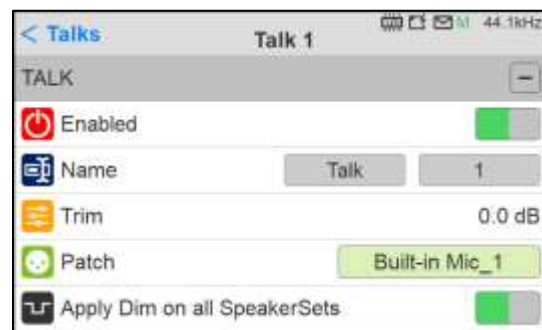 < Talks Talk 1 M 44.1kHz
TALK
Enabled
Name Talk 1
Trim 0.0 dB
Patch Built-in Mic_1
Apply Dim on all SpeakerSets